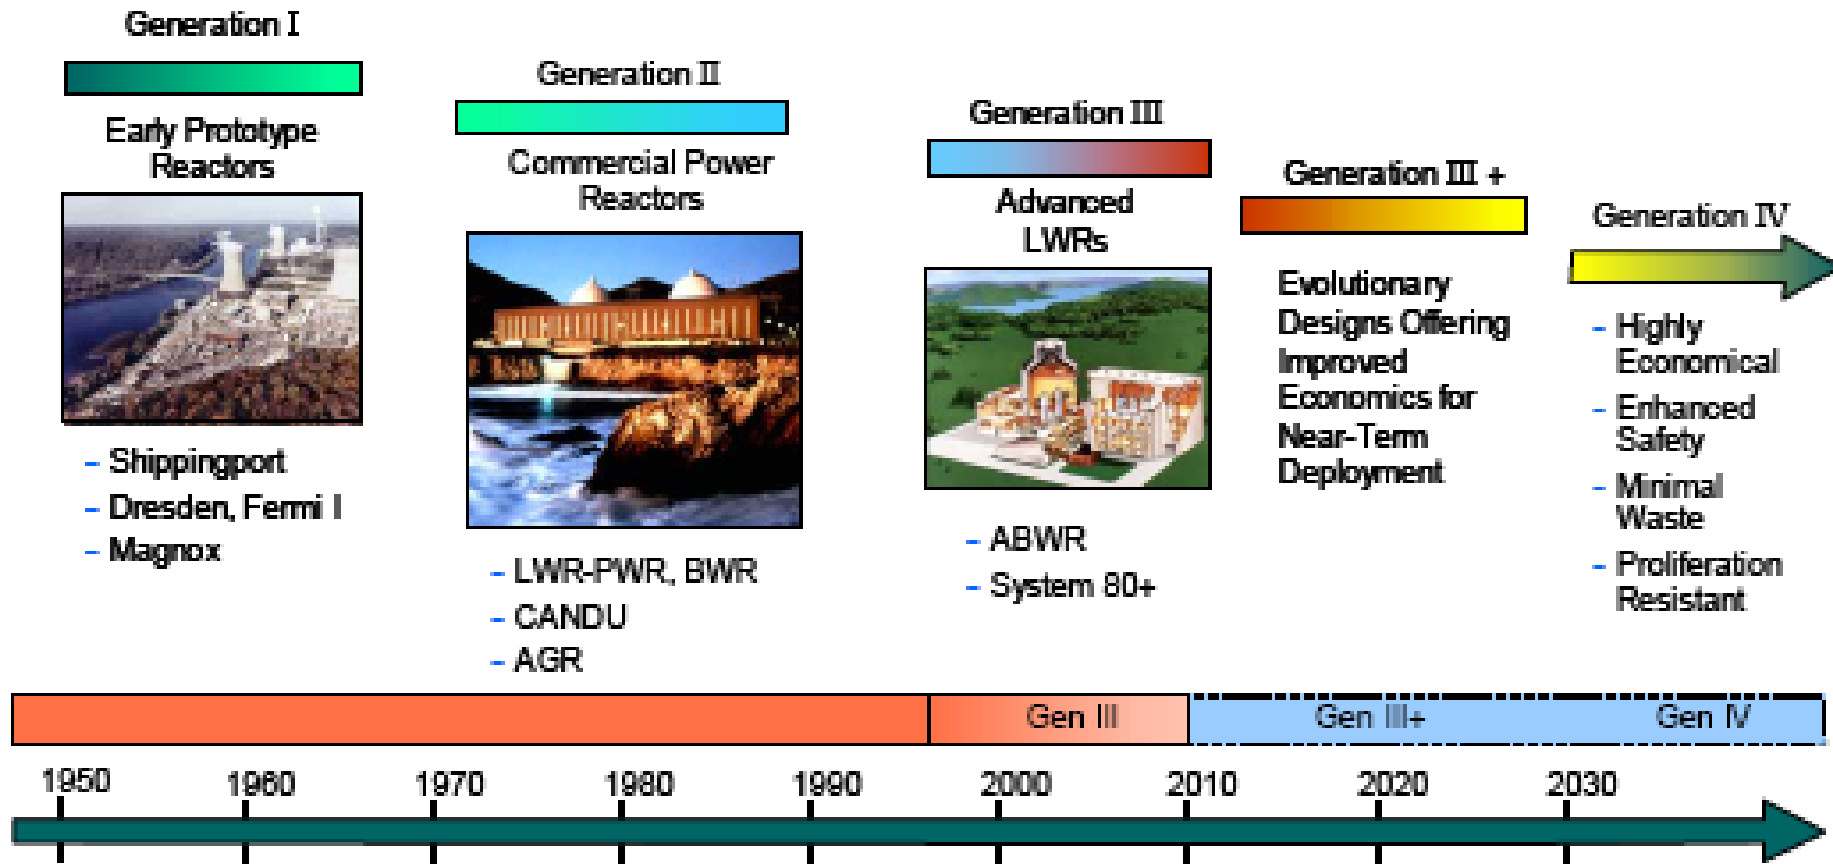 Generation I
Early Prototype
Reactors
- Shippingport
- Dresden, Fermi I
- Magnox
Generation II
Commercial Power
Reactors
- LWR-PWR, BWR
- CANDU
- AGR
Generation III
Advanced
LWRs
- ABWR
- System 80+
Generation III +
Evolutionary
Designs Offering
Improved
Economics for
Near-Term
Deployment
Generation IV
- Highly
Economical
- Enhanced
Safety
- Minimal
Waste
- Proliferation
Resistant
Gen III
Gen III+
Gen IV
1950
1960
1970
1980
1990
2000
2010
2020
2030